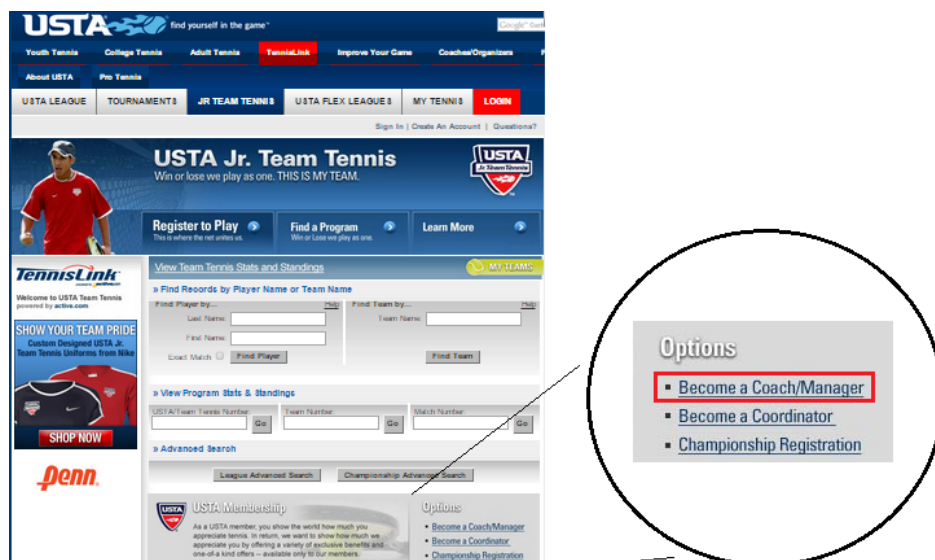 USTA find yourself in the game™
Youth Tennis College Tennis Adult Tennis TennisLink Improve Your Game Coaches/Organizers
About USTA Pro Tennis
USTA LEAGUE TOURNAMENTS JR TEAM TENNIS USTA FLEX LEAGUES MY TENNIS LOGIN
Sign In | Create An Account | Questions?
USTA Jr. Team Tennis
Win or lose we play as one. THIS IS MY TEAM.
USTA
Jr. Team Tennis
Register to Play
This is where the net unites us.
Find a Program
Win or Lose we play as one.
Learn More
TennisLink
Welcome to USTA Team Tennis
powered by active.com
SHOW YOUR TEAM PRIDE
Custom Designed USTA Jr.
Team Tennis Uniforms from Nike
SHOP NOW
Penn
View Team Tennis Stats and Standings
MY TEAMS
» Find Records by Player Name or Team Name
Find Player by... Help Find Team by... Help
Last Name: Team Name:
First Name:
Exact Match Find Player Find Team
» View Program Stats & Standings
USTA/Team Tennis Number: Team Number: Match Number:
Go Go Go
» Advanced Search
League Advanced Search Championship Advanced Search
USTA
USTA Membership
As a USTA member, you show the world how much you
appreciate tennis. In return, we want to show how much we
appreciate you by offering a variety of exclusive benefits and
one-of-a kind offers – available only to our members.
Options
Become a Coach/Manager
Become a Coordinator
Championship Registration
Options
Become a Coach/Manager
Become a Coordinator
Championship Registration